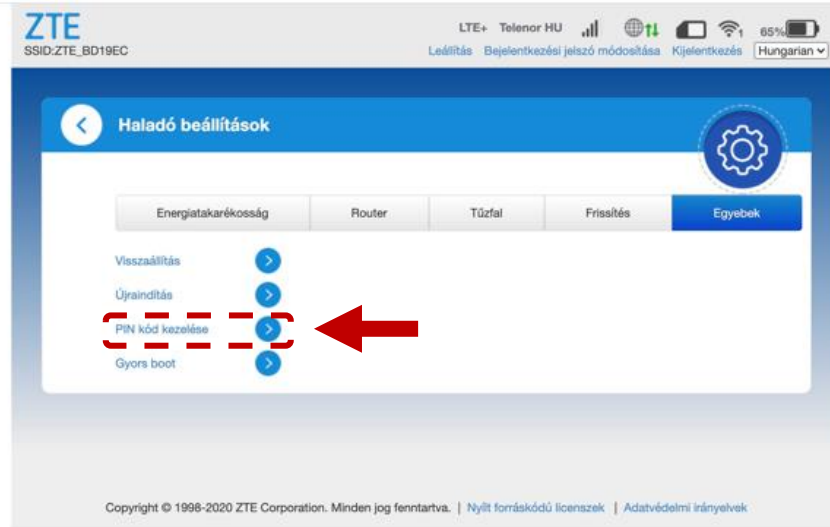 ZTE
SSID:ZTE_BD19EC
LTE+ Telenor HU 1 65%
Leállítás Bejelentkezési jelszó módosítása Kijelentkezés Hungarian
Haladó beállítások
Energiatakarékosság Router Tűzfal Frissítés Egyebek
Visszaállítás
Újraindítás
PIN kód kezelése
Gyors boot
Copyright © 1998-2020 ZTE Corporation. Minden jog fenntartva. | Nyílt forráskódú licenszek | Adatvédelmi irányelvek